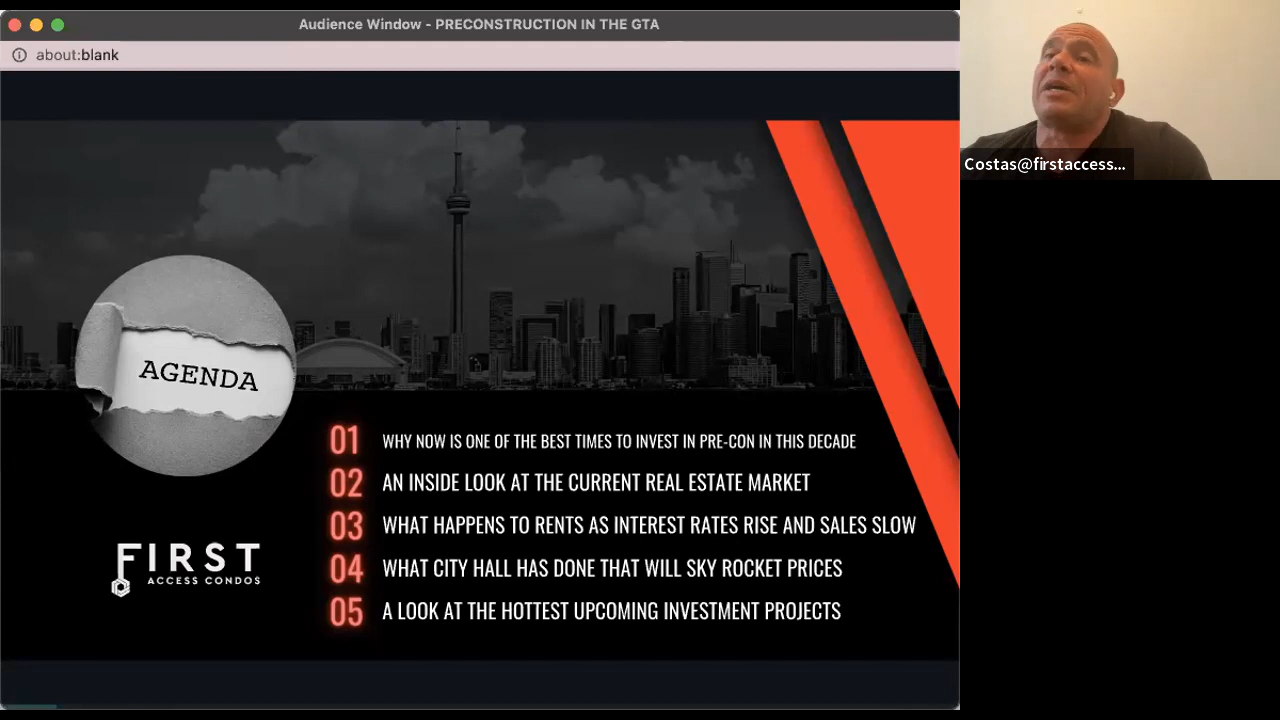 Audience Window - PRECONSTRUCTION IN THE GTA
about:blank
Costas@firstaccess...
AGENDA
01 WHY NOW IS ONE OF THE BEST TIMES TO INVEST IN PRE-CON IN THIS DECADE
02 AN INSIDE LOOK AT THE CURRENT REAL ESTATE MARKET
03 WHAT HAPPENS TO RENTS AS INTEREST RATES RISE AND SALES SLOW
04 WHAT CITY HALL HAS DONE THAT WILL SKY ROCKET PRICES
05 A LOOK AT THE HOTTEST UPCOMING INVESTMENT PROJECTS
FIRST
ACCESS CONDOS